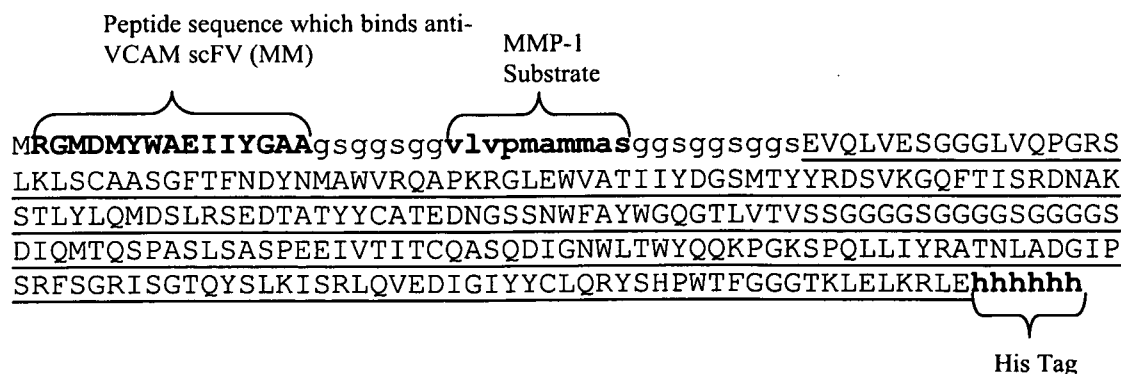 Peptide sequence which binds anti-
VCAM scFV (MM)
MMP-1
Substrate
MRGMDMYWAEIIYGAAgsggsggvlvpmammasggsggsggsEVQLVESGGGLVQPGRS
LKLSCAASGFTFNDYNMAWVRQAPKRGLEWVATIIYDGSMTYYRDSVKGQFTISRDNAK
STLYLQMDSLRSEDTATYYCATEDNGSSNWFAYWGQGTLVTVSSGGGGSGGGGSGGGGS
DIQMTQSPASLSASPEEIVTITCQASQDIGNWLTWYQQKPGKSPQLLIYRATNLADGIP
SRFSGRISGTQYSLKISRLQVEDIGIYYCLQRYSHPWTFGGGTKLELKRLEhhhhhh
His Tag